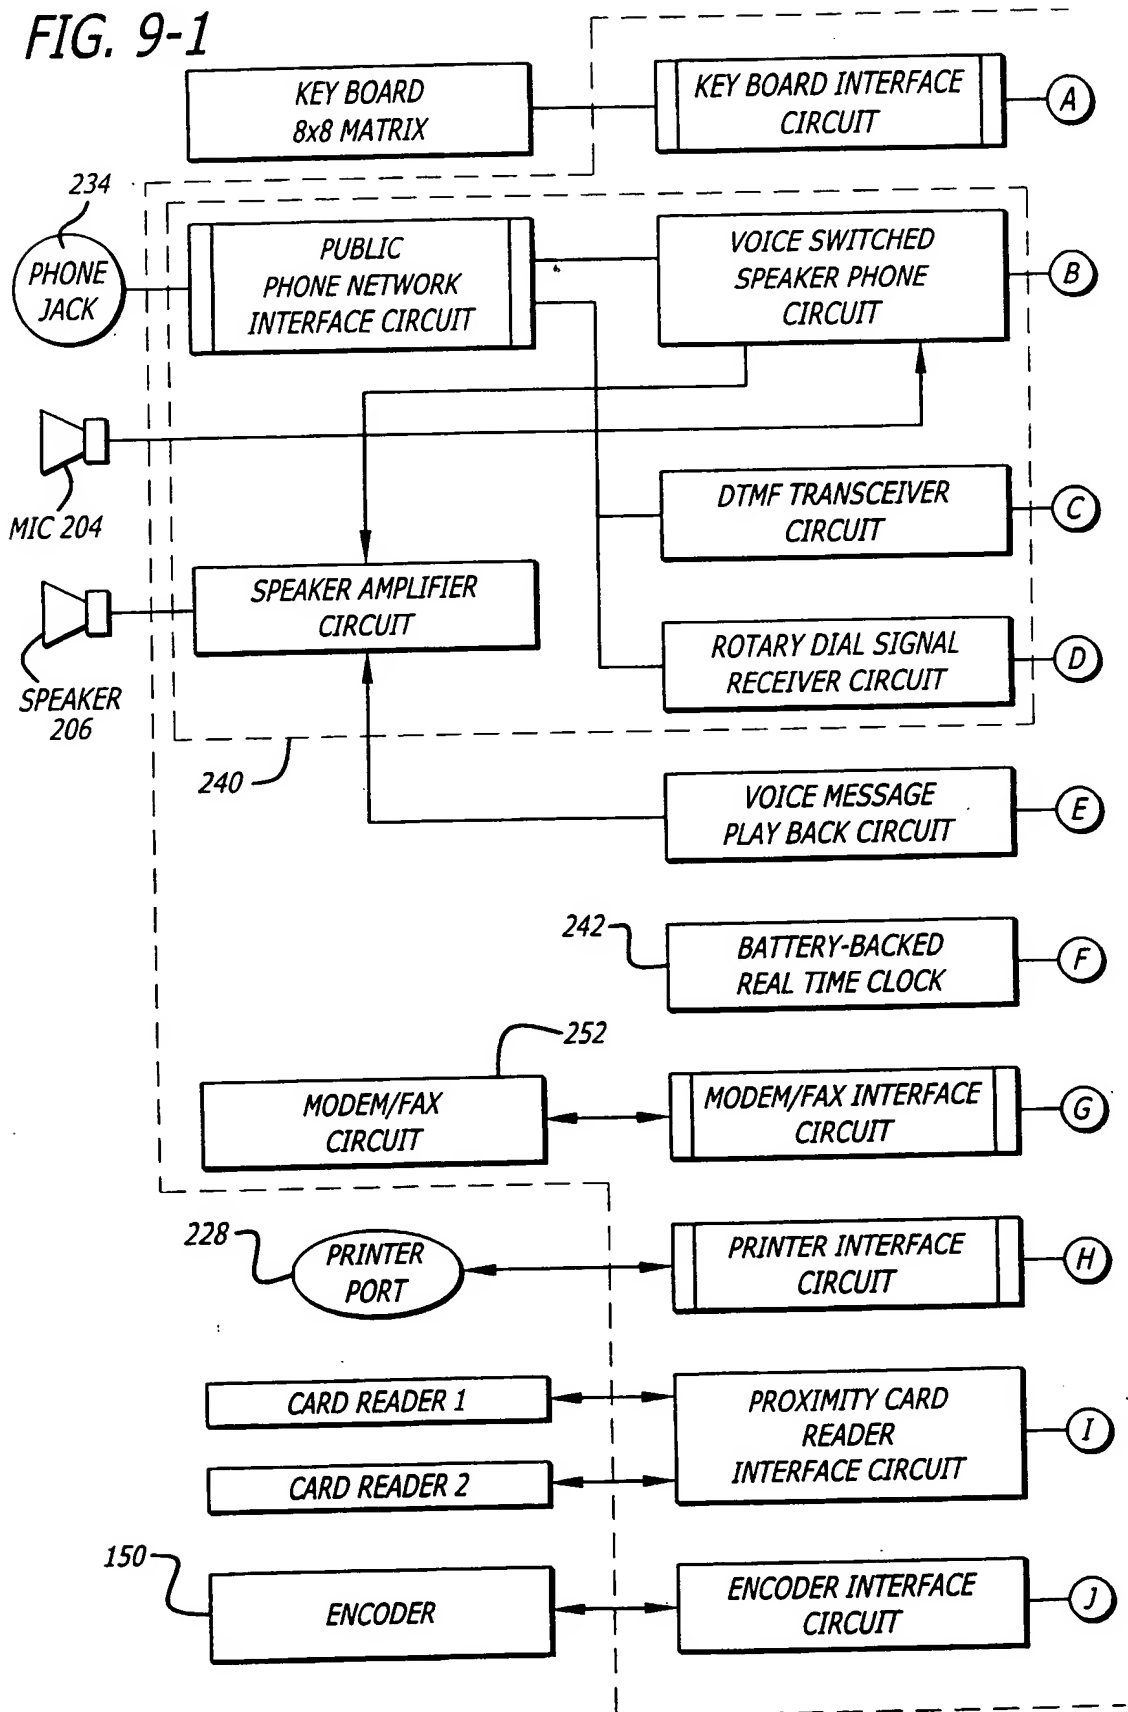 FIG. 9-1
KEY BOARD
8x8 MATRIX
KEY BOARD INTERFACE
CIRCUIT
A
234
PHONE
JACK
PUBLIC
PHONE NETWORK
INTERFACE CIRCUIT
VOICE SWITCHED
SPEAKER PHONE
CIRCUIT
B
MIC 204
DTMF TRANSCEIVER
CIRCUIT
C
SPEAKER AMPLIFIER
CIRCUIT
SPEAKER
206
ROTARY DIAL SIGNAL
RECEIVER CIRCUIT
D
240
VOICE MESSAGE
PLAY BACK CIRCUIT
E
242
BATTERY-BACKED
REAL TIME CLOCK
F
252
MODEM/FAX
CIRCUIT
MODEM/FAX INTERFACE
CIRCUIT
G
228
PRINTER
PORT
PRINTER INTERFACE
CIRCUIT
H
CARD READER 1
CARD READER 2
PROXIMITY CARD
READER
INTERFACE CIRCUIT
I
150
ENCODER
ENCODER INTERFACE
CIRCUIT
J